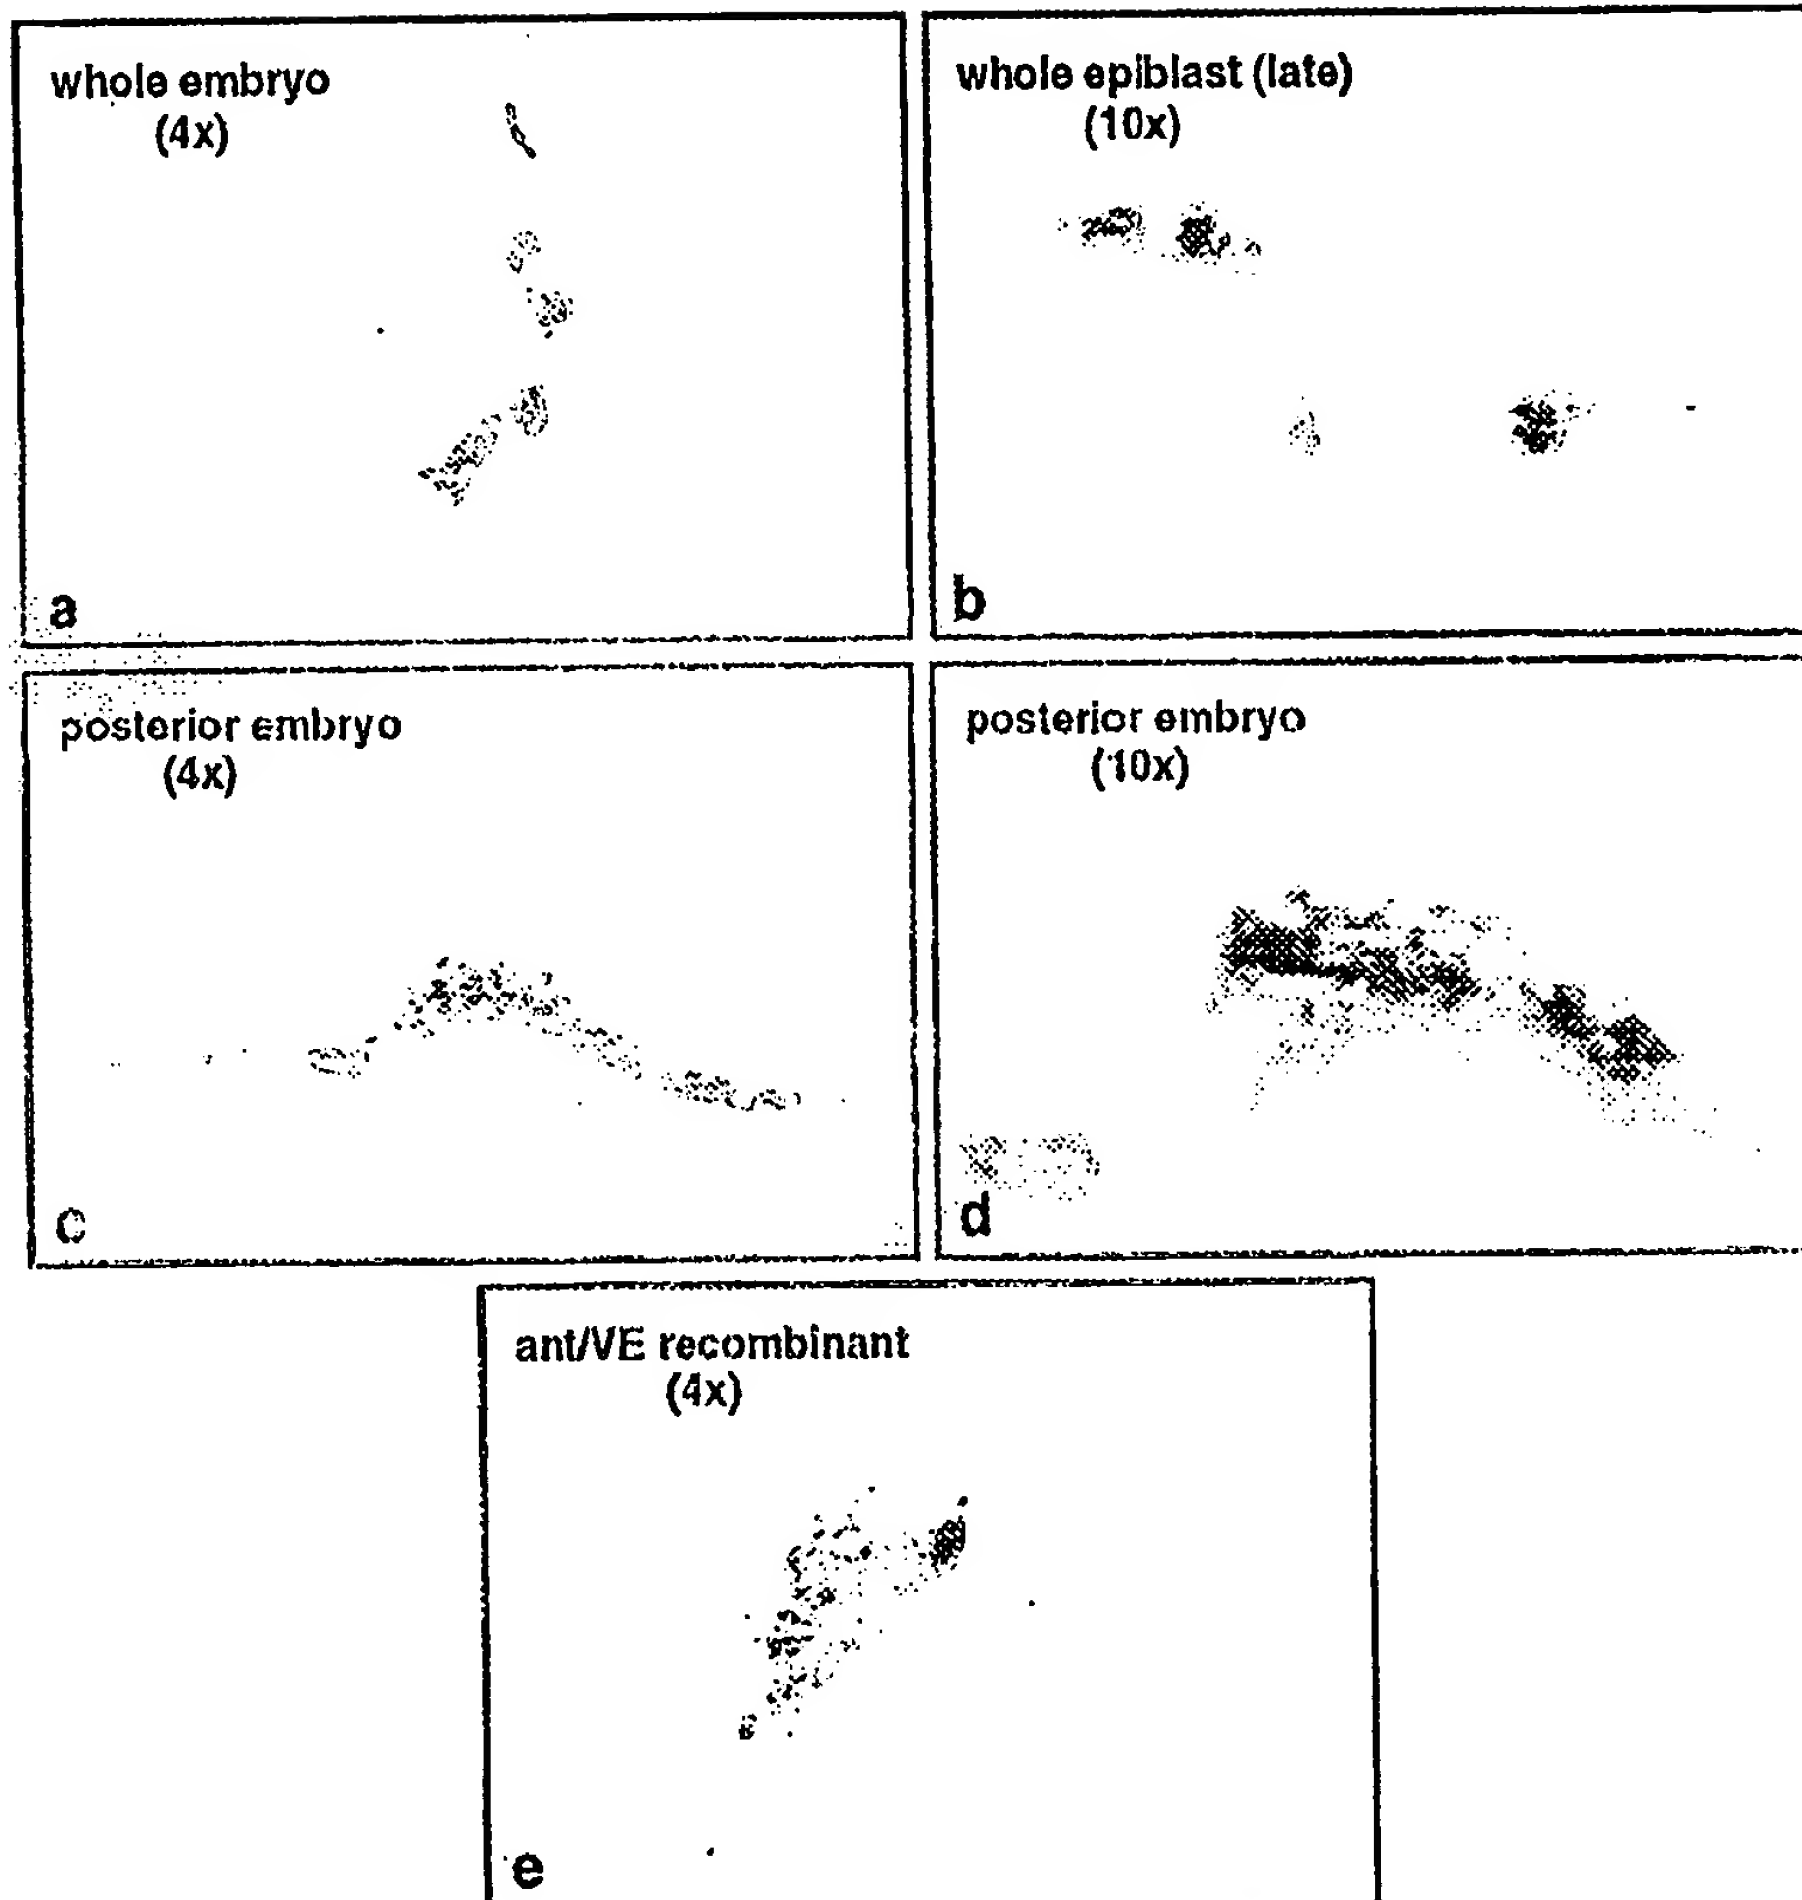 whole embryo
(4x)
a
whole epiblast (late)
(10x)
b
posterior embryo
(4x)
c
posterior embryo
(10x)
d
ant/VE recombinant
(4x)
e